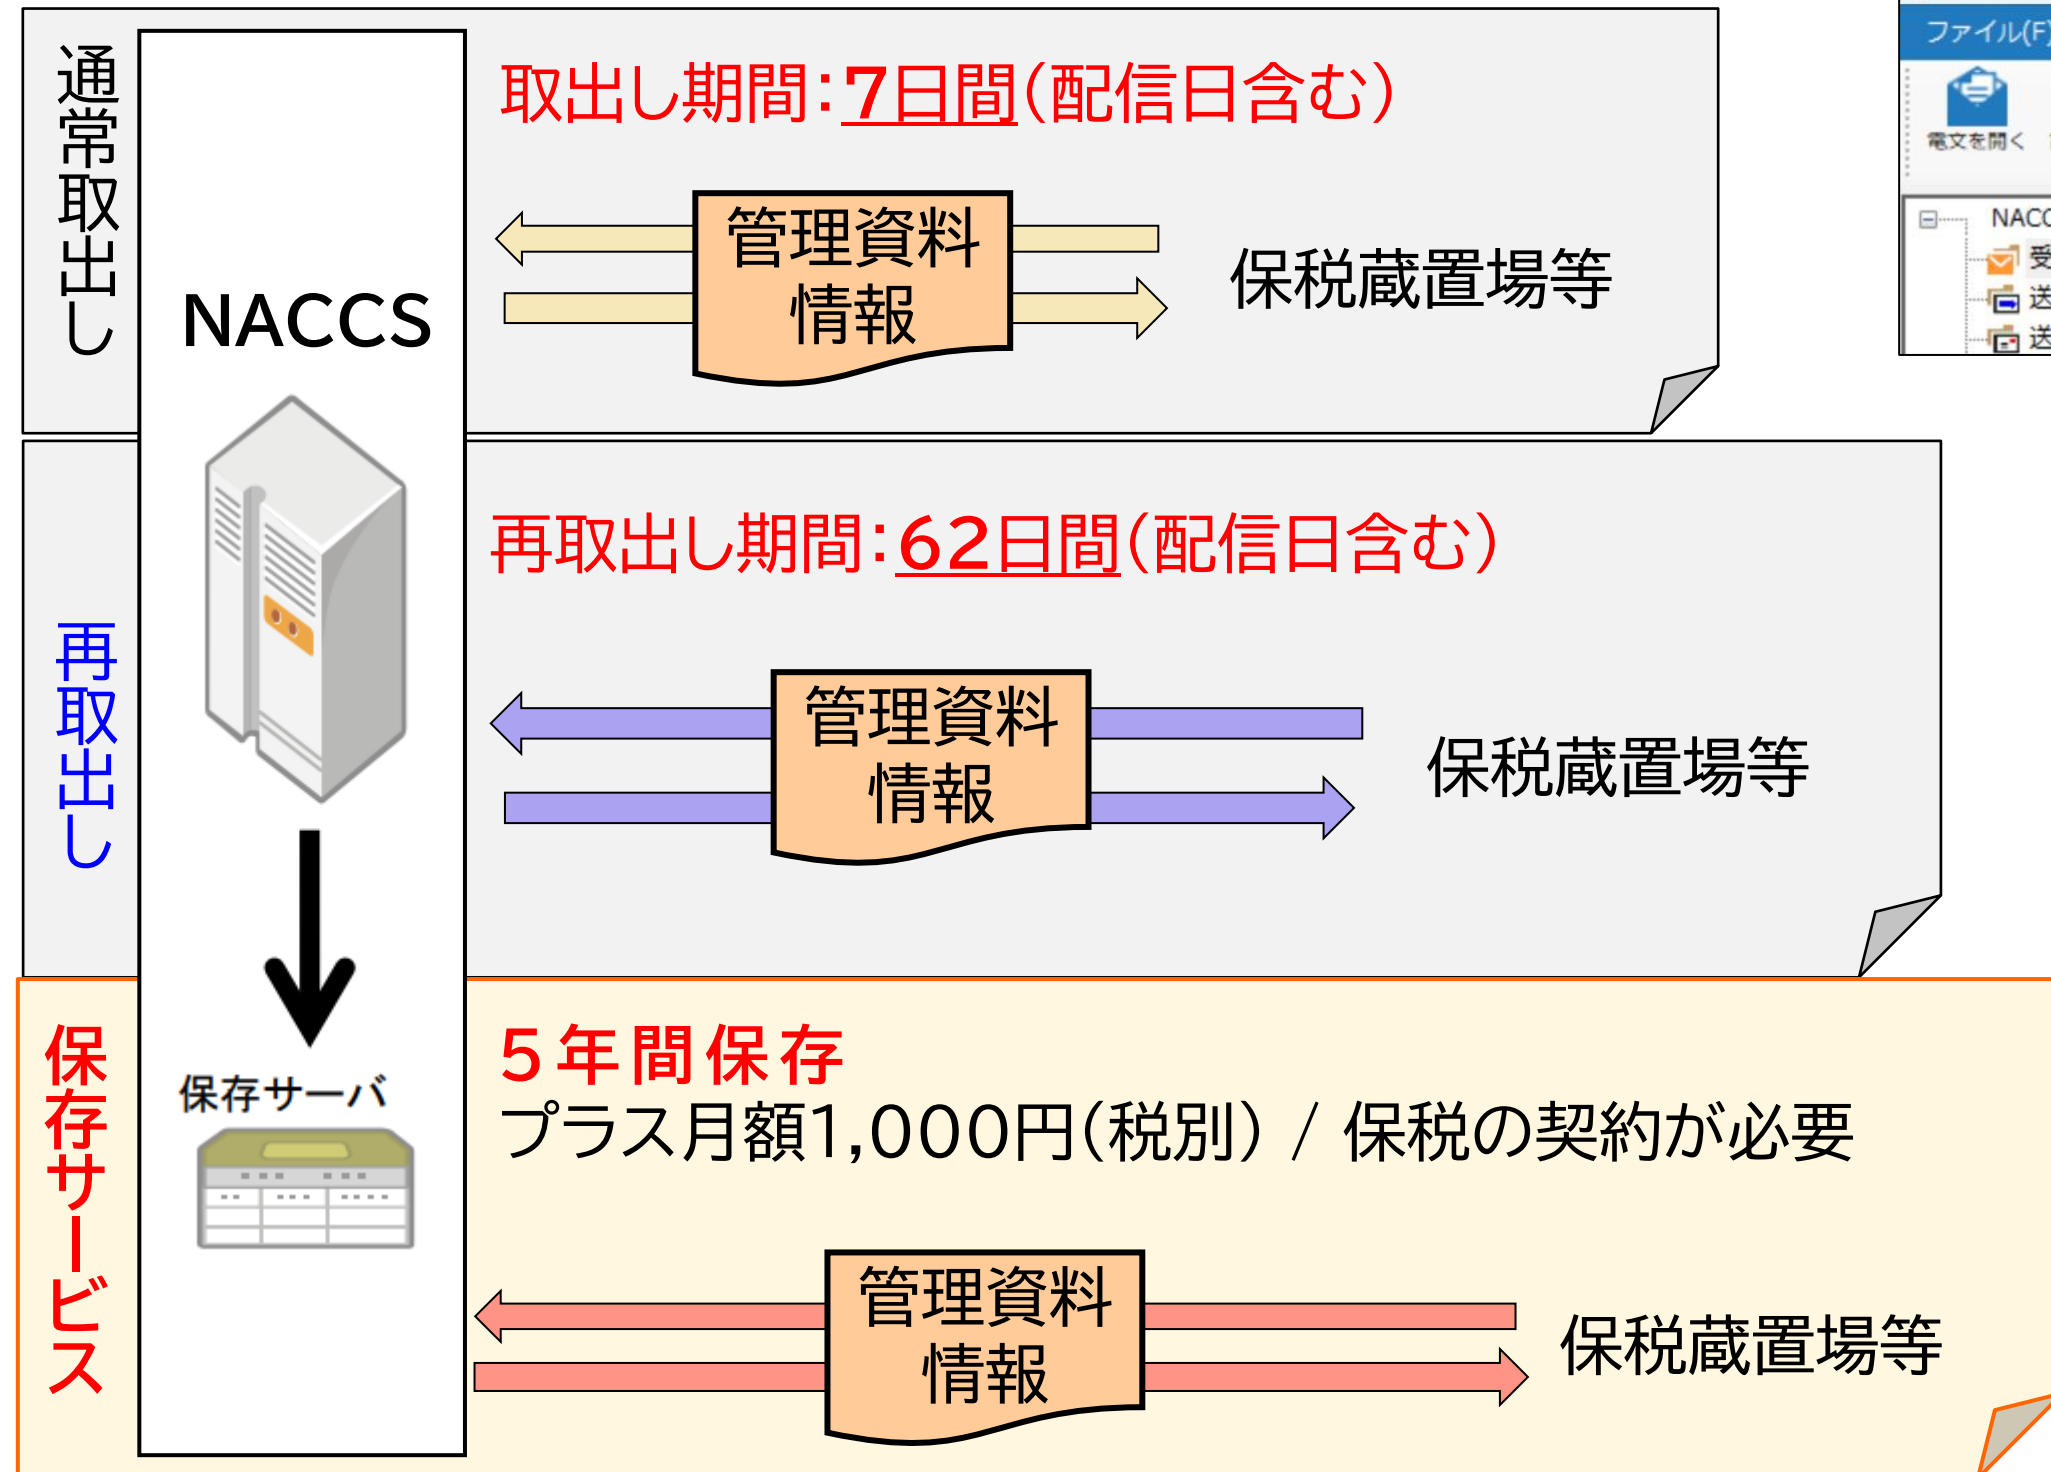 通常取出し
NACCS
取出し期間：7日間（配信日含む）
管理資料
情報
保税蔵置場等
再取出し
再取出し期間：62日間（配信日含む）
管理資料
情報
保税蔵置場等
保存サービス
保存サーバ
５年間保存
プラス月額1,000円（税別） / 保税の契約が必要
管理資料
情報
保税蔵置場等
ファイル(F)
電文を開く
NACC
受
送
送